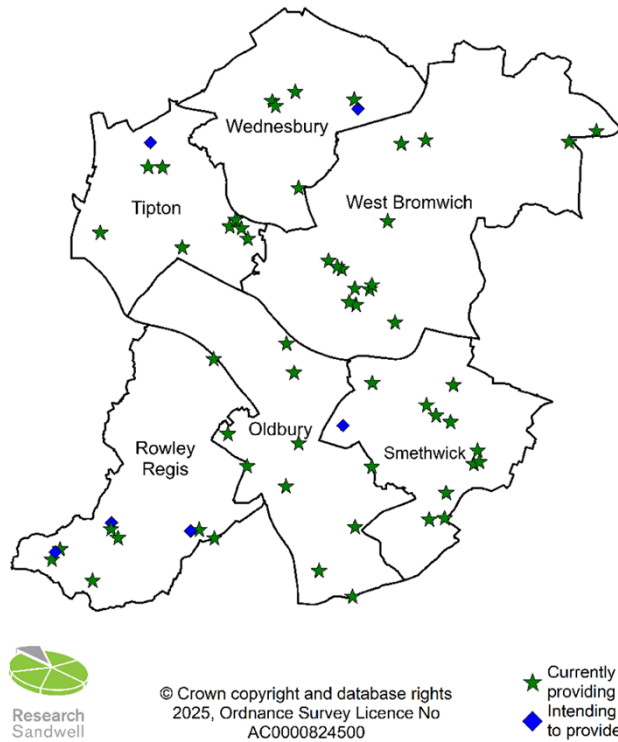 Wednesbury
West Bromwich
Tipton
Oldbury
Smethwick
Rowley
Regis
Research
Sandwell
© Crown copyright and database rights
2025, Ordnance Survey Licence No
AC0000824500
Currently
providing
Intending
to provide